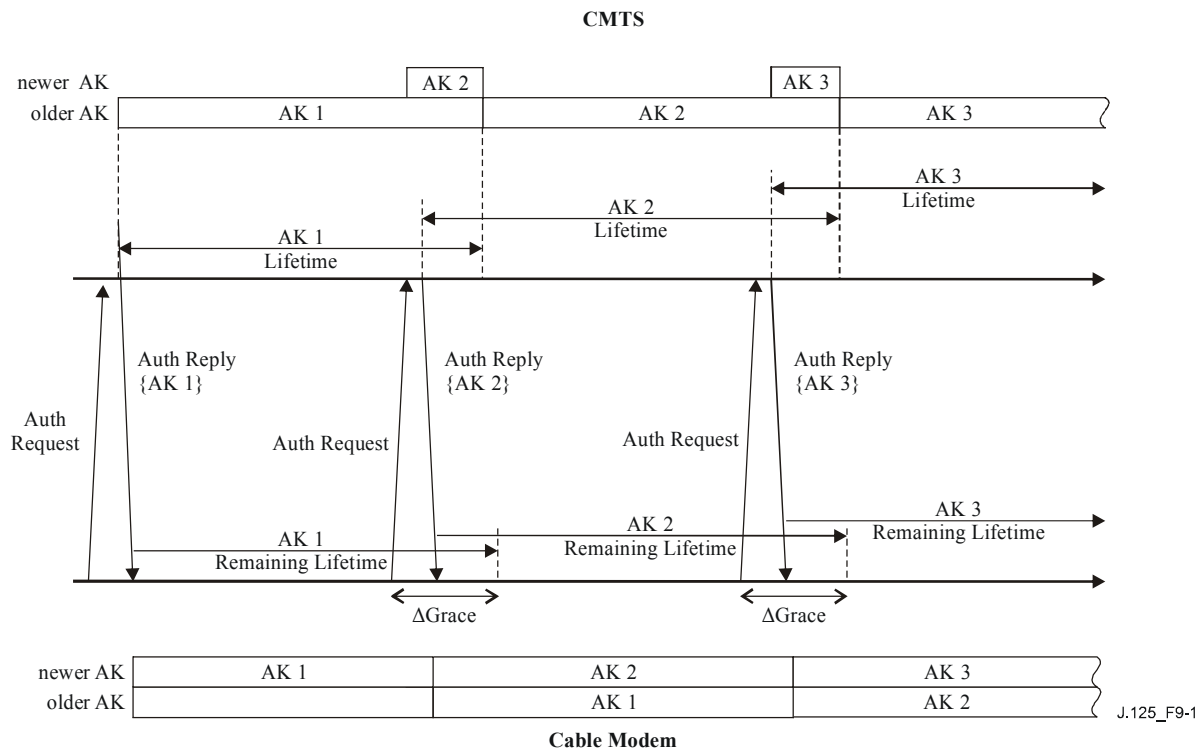 CMTS
newer AK
AK 2
AK 3
older AK
AK 1
AK 2
AK 3
AK 3
Lifetime
AK 2
Lifetime
AK 1
Lifetime
Auth Reply
{AK 1}
Auth Reply
{AK 2}
Auth Reply
{AK 3}
Auth
Request
Auth Request
Auth Request
AK 1
Remaining Lifetime
AK 2
Remaining Lifetime
AK 3
Remaining Lifetime
ΔGrace
ΔGrace
newer AK
AK 1
AK 2
AK 3
older AK
AK 1
AK 2
J.125_F9-1
Cable Modem